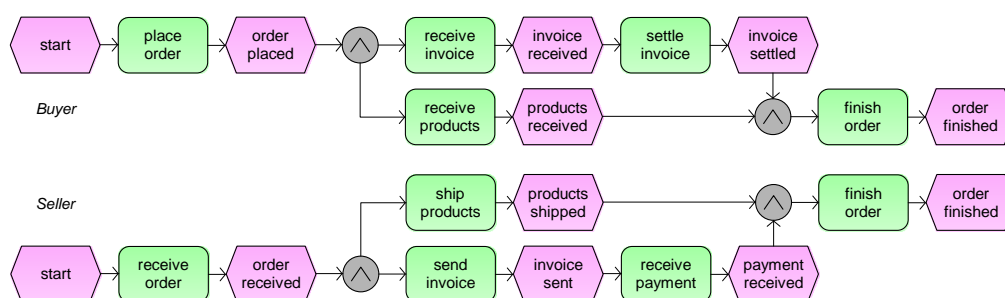 start
place
order
order
placed
receive
invoice
invoice
received
settle
invoice
invoice
settled
Buyer
receive
products
products
received
finish
order
order
finished
Seller
ship
products
products
shipped
finish
order
order
finished
start
receive
order
order
received
send
invoice
invoice
sent
receive
payment
payment
received